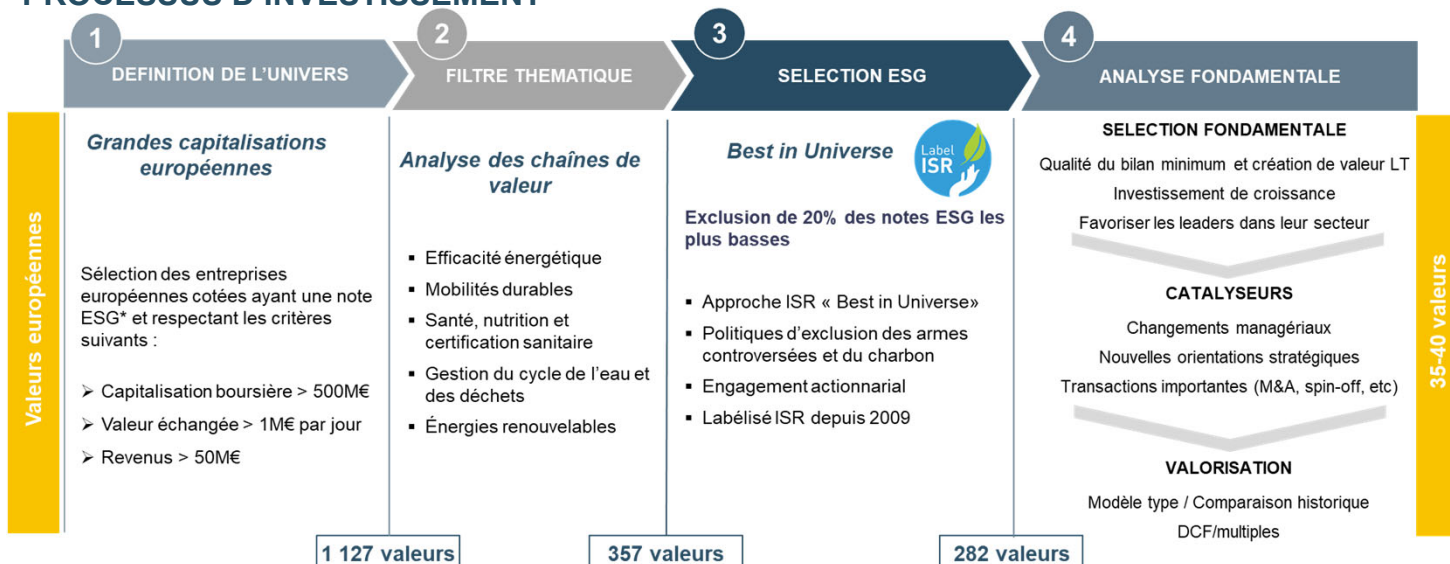 PROCESSUS D'INVESTISSEMENT
1
DEFINITION DE L'UNIVERS
2
FILTRE THEMATIQUE
3
SELECTION ESG
4
ANALYSE FONDAMENTALE
Valeurs européennes
Grandes capitalisations
européennes
Sélection des entreprises
européennes cotées ayant une note
ESG* et respectant les critères
suivants :
➢ Capitalisation boursière > 500M€
➢ Valeur échangée > 1M€ par jour
➢ Revenus > 50M€
1 127 valeurs
Analyse des chaînes de
valeur
▪ Efficacité énergétique
▪ Mobilités durables
▪ Santé, nutrition et
certification sanitaire
▪ Gestion du cycle de l'eau et
des déchets
▪ Énergies renouvelables
357 valeurs
Best in Universe
Label
ISR
Exclusion de 20% des notes ESG les
plus basses
▪ Approche ISR « Best in Universe»
▪ Politiques d'exclusion des armes
controversées et du charbon
▪ Engagement actionnarial
▪ Labélisé ISR depuis 2009
282 valeurs
SELECTION FONDAMENTALE
Qualité du bilan minimum et création de valeur LT
Investissement de croissance
Favoriser les leaders dans leur secteur
CATALYSEURS
Changements managériaux
Nouvelles orientations stratégiques
Transactions importantes (M&A, spin-off, etc)
VALORISATION
Modèle type / Comparaison historique
DCF/multiples
35-40 valeurs